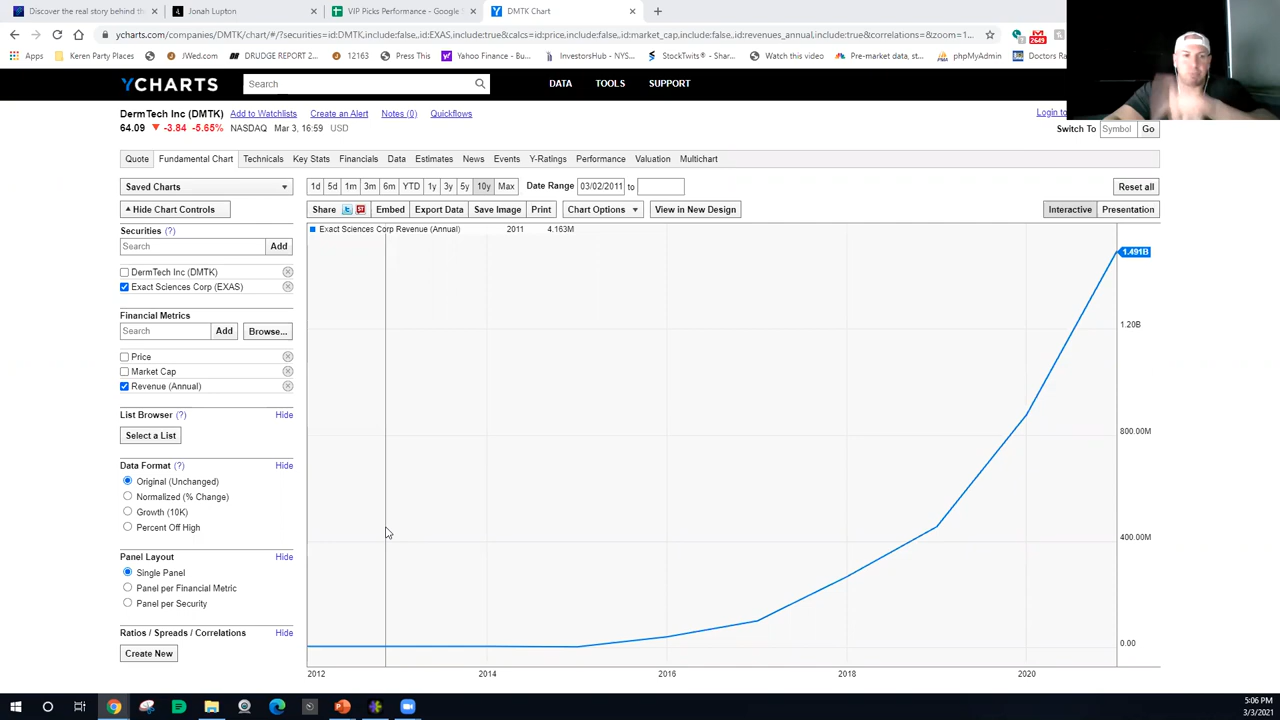 Discover the real story behind th
Jonah Lupton
VIP Picks Performance - Google S
DMTK Chart
ycharts.com/companies/DMTK/chart/#/?securities=id:DMTK,include:false,,id:EXAS,include:true&calcs=id:price,include:false,,id:market_cap,include:false,,id:revenues_annual,include:true&correlations=&zoom=1...
2649
Apps
Keren Party Places
JWed.com
DRUDGE REPORT
12163
Press This
Yahoo Finance - Bu...
InvestorsHub - NYS...
StockTwits ® - Shar...
Watch this video
Pre-market data, st...
phpMyAdmin
Doctors Ra
YCHARTS
Search
DATA
TOOLS
SUPPORT
DermTech Inc (DMTK)
Add to Watchlists
Create an Alert
Notes (0)
Quickflows
Login to
64.09 ▼ -3.84 -5.65% NASDAQ Mar 3, 16:59 USD
Switch To
Symbol
Go
Quote
Fundamental Chart
Technicals
Key Stats
Financials
Data
Estimates
News
Events
Y-Ratings
Performance
Valuation
Multichart
Saved Charts
1d
5d
1m
3m
6m
YTD
1y
3y
5y
10y
Max
Date Range
03/02/2011
to
Reset all
Hide Chart Controls
Share
Embed
Export Data
Save Image
Print
Chart Options
View in New Design
Interactive
Presentation
Securities (?)
Search
Add
DermTech Inc (DMTK)
Exact Sciences Corp (EXAS)
Financial Metrics
Search
Add
Browse...
Price
Market Cap
Revenue (Annual)
List Browser (?)
Hide
Select a List
Data Format (?)
Hide
Original (Unchanged)
Normalized (% Change)
Growth (10K)
Percent Off High
Panel Layout
Hide
Single Panel
Panel per Financial Metric
Panel per Security
Ratios / Spreads / Correlations
Hide
Create New
Exact Sciences Corp Revenue (Annual) 2011 4.163M
1.491B
1.20B
800.00M
400.00M
0.00
2012
2014
2016
2018
2020
5:06 PM
3/3/2021